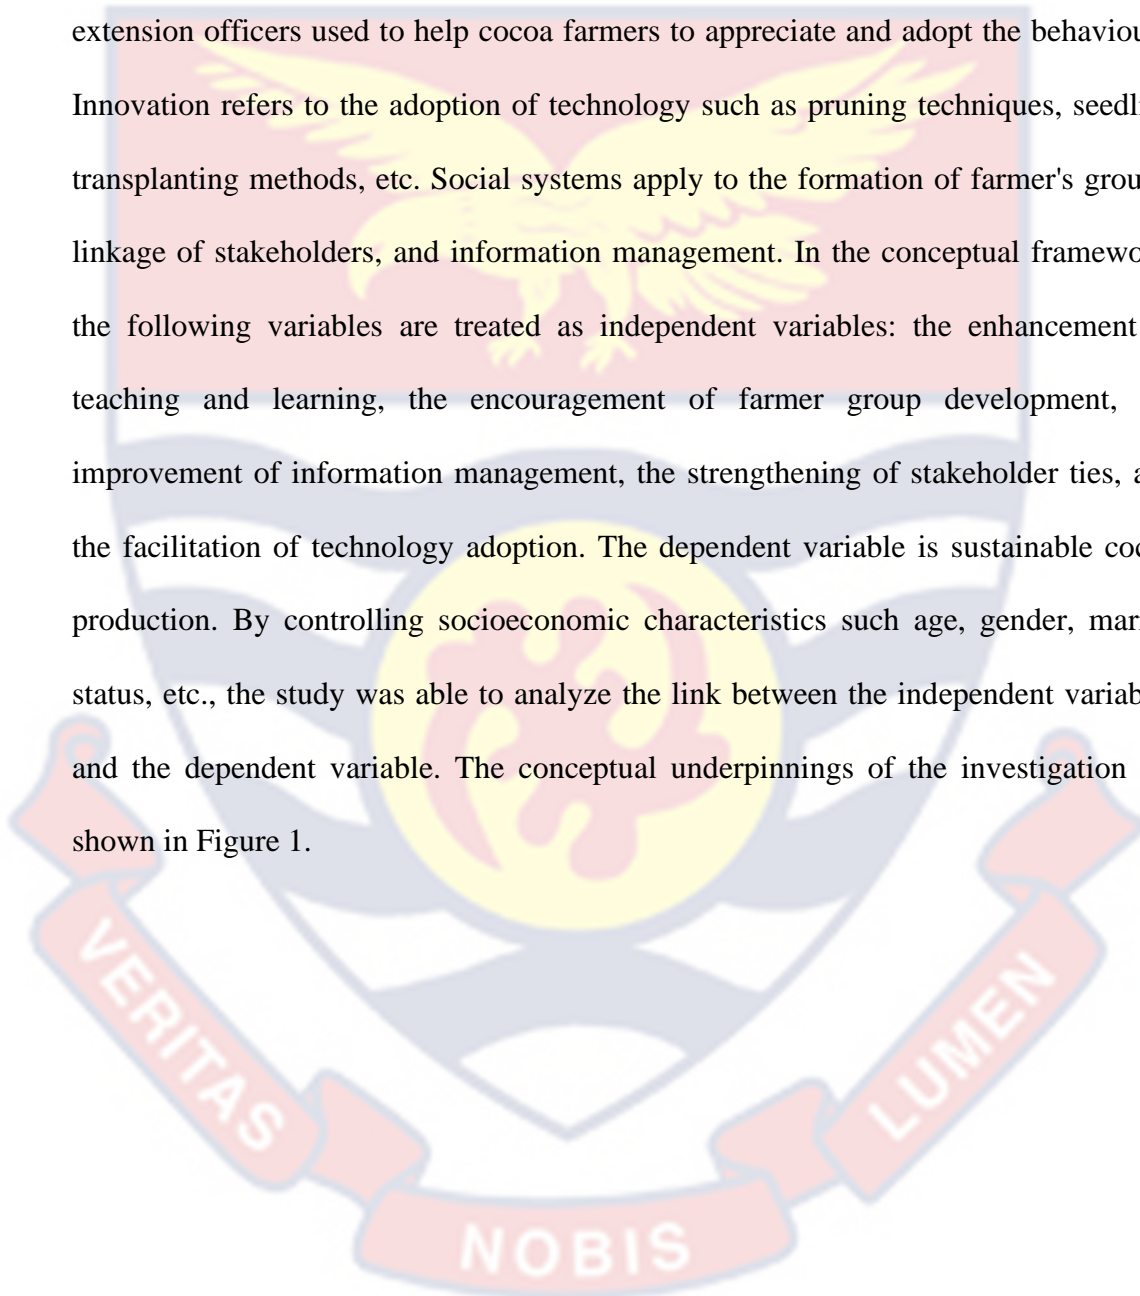 extension officers used to help cocoa farmers to appreciate and adopt the behaviou
Innovation refers to the adoption of technology such as pruning techniques, seedl
transplanting methods, etc. Social systems apply to the formation of farmer's grou
linkage of stakeholders, and information management. In the conceptual framewo
the following variables are treated as independent variables: the enhancement
teaching and learning, the encouragement of farmer group development,
improvement of information management, the strengthening of stakeholder ties, a
the facilitation of technology adoption. The dependent variable is sustainable coc
production. By controlling socioeconomic characteristics such age, gender, mari
status, etc., the study was able to analyze the link between the independent variab
and the dependent variable. The conceptual underpinnings of the investigation
shown in Figure 1.
VERITAS
NOBIS
LUMEN